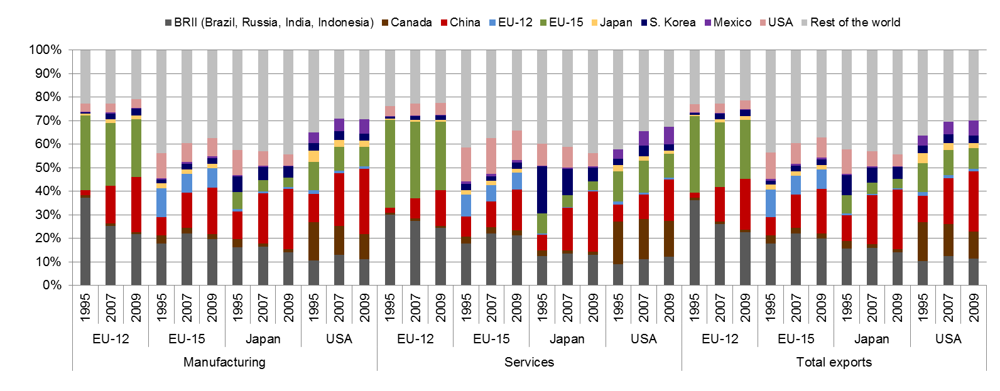 BRII (Brazil, Russia, India, Indonesia) Canada China EU-12 EU-15 Japan S. Korea Mexico USA Rest of the world
100%
90%
80%
70%
60%
50%
40%
30%
20%
10%
0%
1995 2007 2009 1995 2007 2009 1995 2007 2009 1995 2007 2009 1995 2007 2009 1995 2007 2009 1995 2007 2009 1995 2007 2009 1995 2007 2009 1995 2007 2009 1995 2007 2009 1995 2007 2009
EU-12 EU-15 Japan USA EU-12 EU-15 Japan USA EU-12 EU-15 Japan USA
Manufacturing Services Total exports